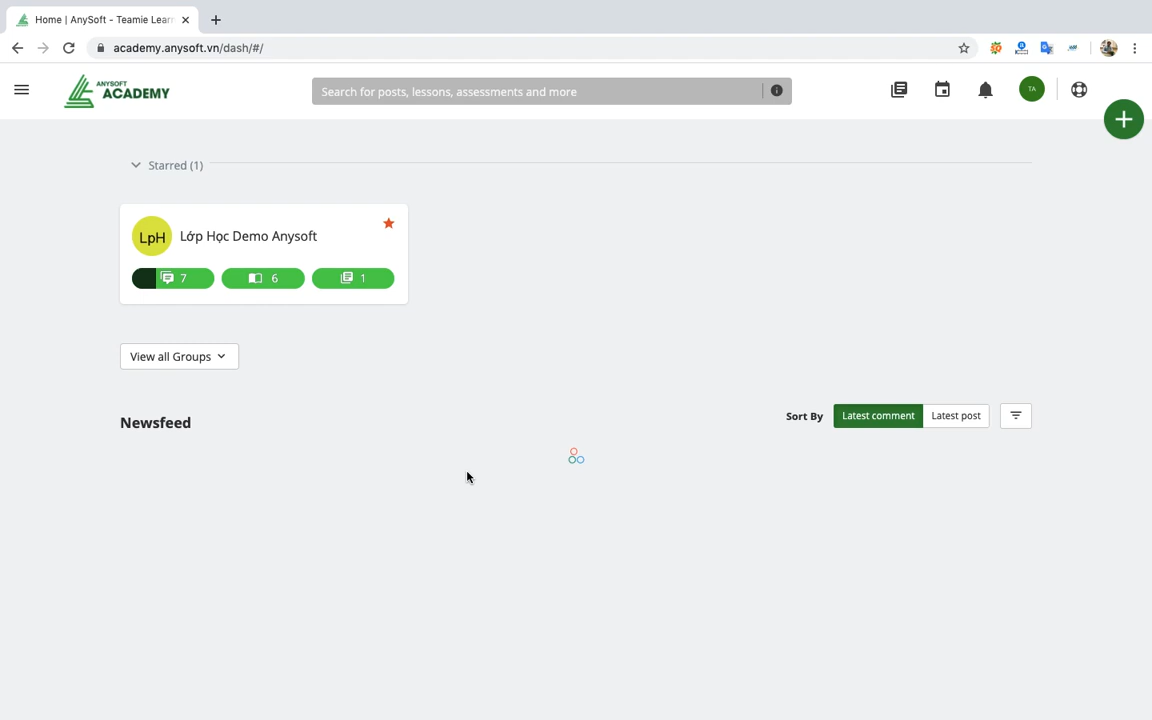 Home | AnySoft - Teamie Lear
academy.anysoft.vn/dash/#/
ANYSOFT
ACADEMY
Search for posts, lessons, assessments and more
TA
Starred (1)
LpH
Lớp Học Demo Anysoft
7
6
1
View all Groups
Newsfeed
Sort By
Latest comment
Latest post